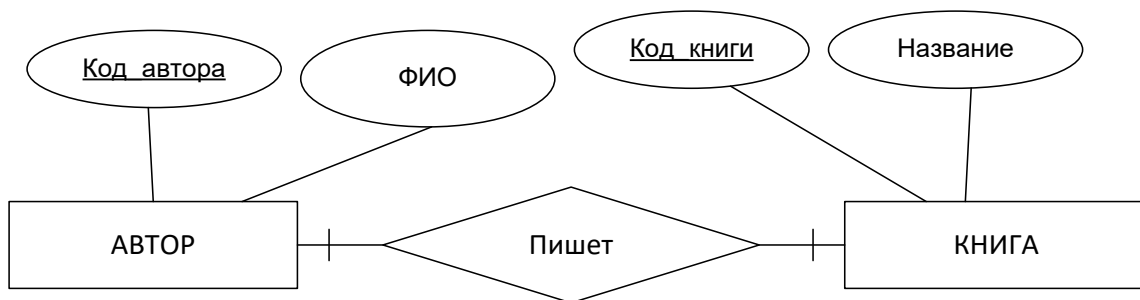 Код_автора
ФИО
Код_книги
Название
АВТОР
Пишет
КНИГА